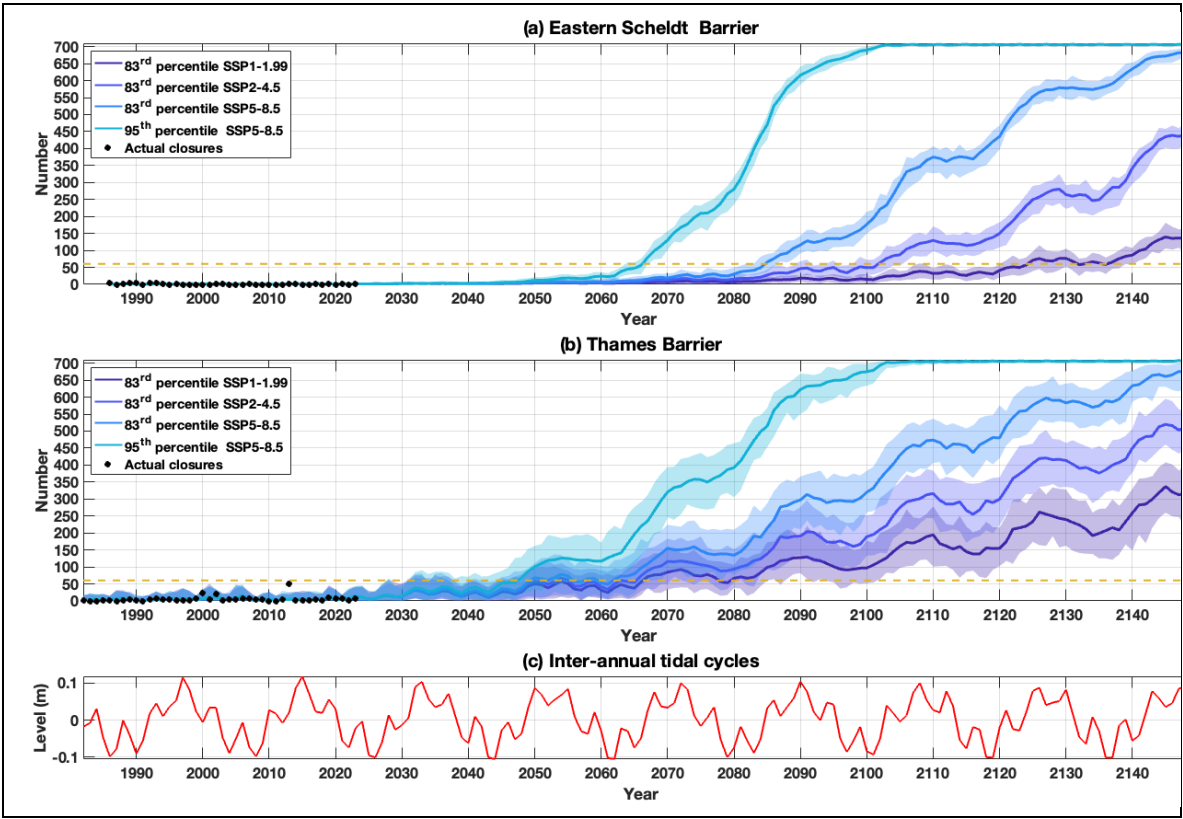 (a) Eastern Scheldt  Barrier
700
650
600
550
500
450
400
350
300
250
200
150
100
50
0
Number
83rd percentile SSP1-1.99
83rd percentile SSP2-4.5
83rd percentile SSP5-8.5
95th percentile  SSP5-8.5
Actual closures
1990 2000 2010 2020 2030 2040 2050 2060 2070 2080 2090 2100 2110 2120 2130 2140
Year
(b) Thames Barrier
700
650
600
550
500
450
400
350
300
250
200
150
100
50
0
Number
83rd percentile SSP1-1.99
83rd percentile SSP2-4.5
83rd percentile SSP5-8.5
95th percentile  SSP5-8.5
Actual closures
1990 2000 2010 2020 2030 2040 2050 2060 2070 2080 2090 2100 2110 2120 2130 2140
Year
(c) Inter-annual tidal cycles
0.1
0
-0.1
Level (m)
1990 2000 2010 2020 2030 2040 2050 2060 2070 2080 2090 2100 2110 2120 2130 2140
Year